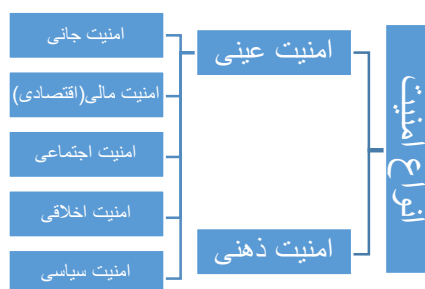 انواع امنیت
امنیت عینی
امنیت جانی
امنیت مالی(اقتصادی)
امنیت اجتماعی
امنیت اخلاقی
امنیت سیاسی
امنیت ذهنی